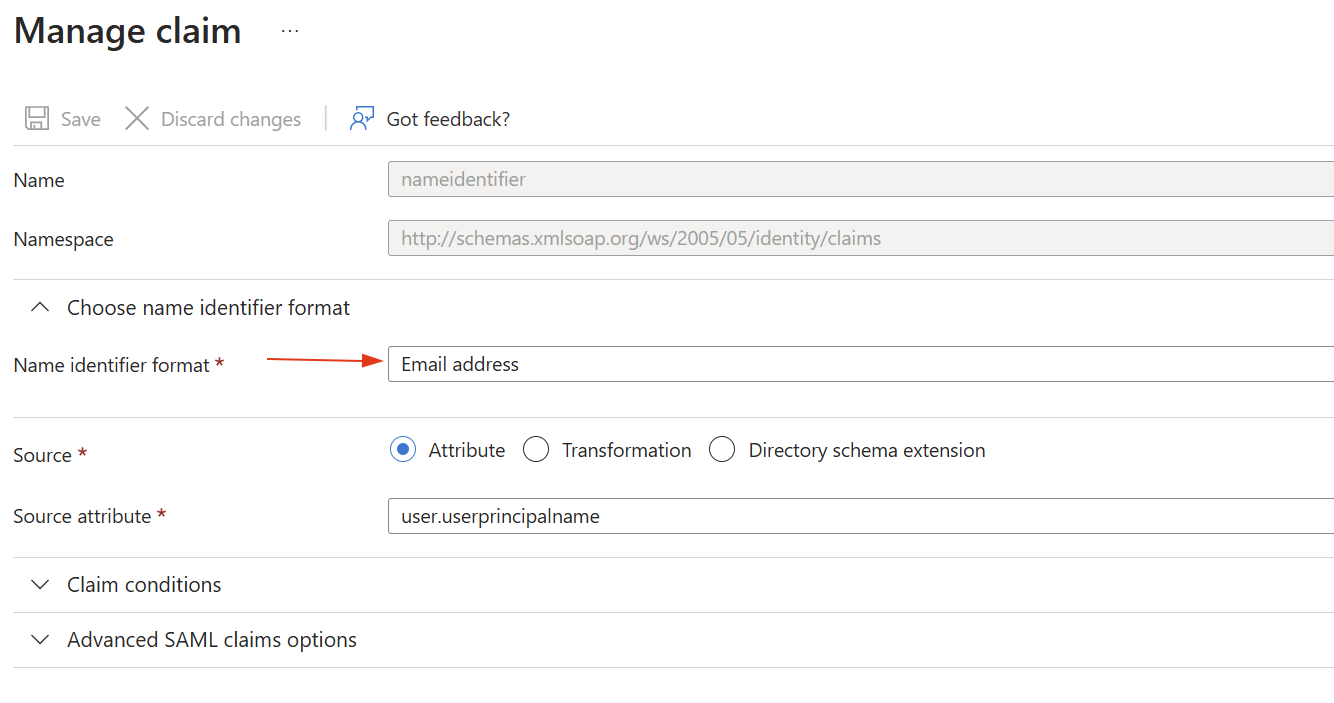 Manage claim ...
Save Discard changes Got feedback?
Name nameidentifier
Namespace http://schemas.xmlsoap.org/ws/2005/05/identity/claims
Choose name identifier format
Name identifier format * Email address
Source * Attribute Transformation Directory schema extension
Source attribute * user.userprincipalname
Claim conditions
Advanced SAML claims options